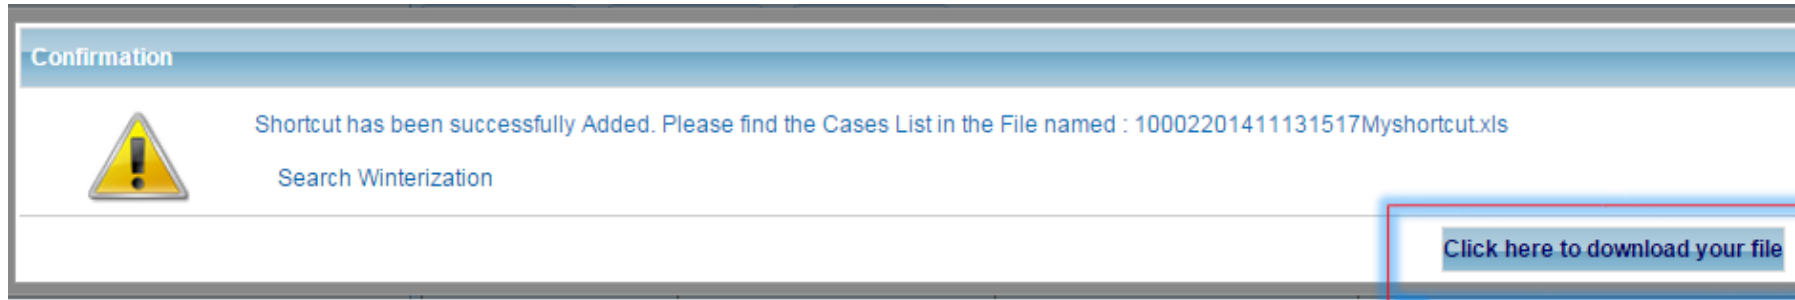 Confirmation
Shortcut has been successfully Added. Please find the Cases List in the File named : 10002201411131517Myshortcut.xls
Search Winterization
Click here to download your file